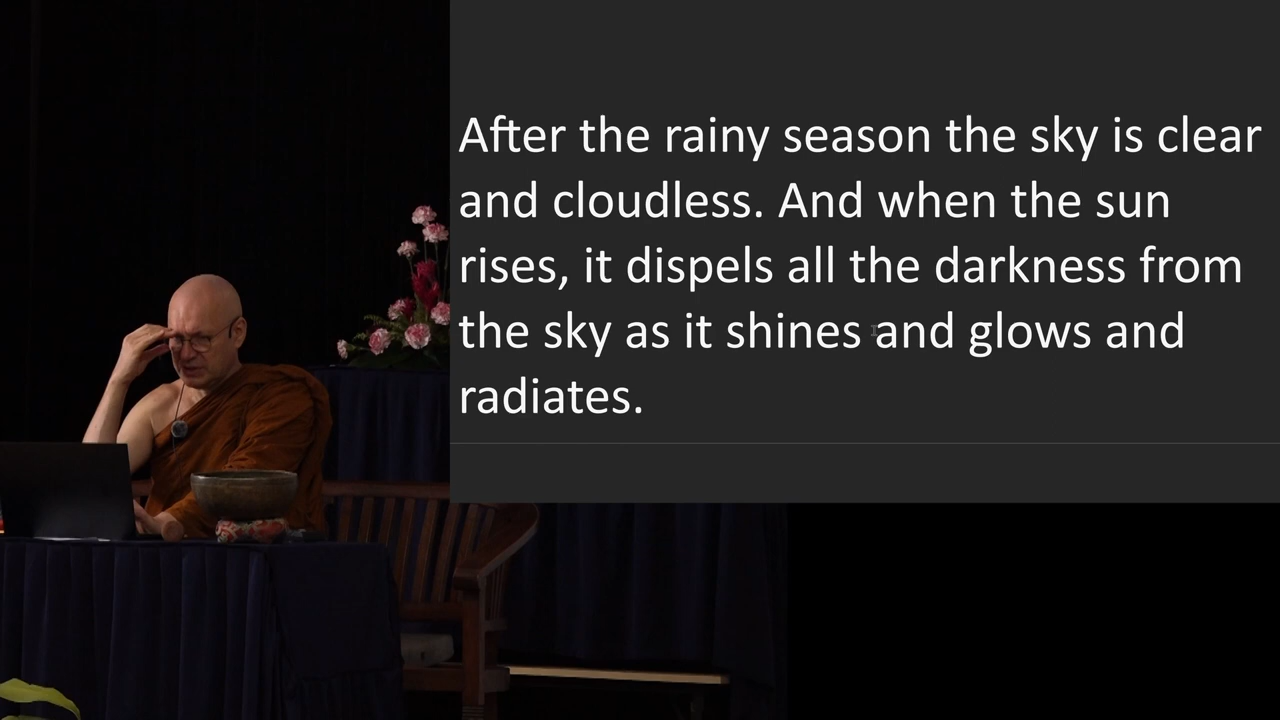 After the rainy season the sky is clear
and cloudless. And when the sun
rises, it dispels all the darkness from
the sky as it shines and glows and
radiates.